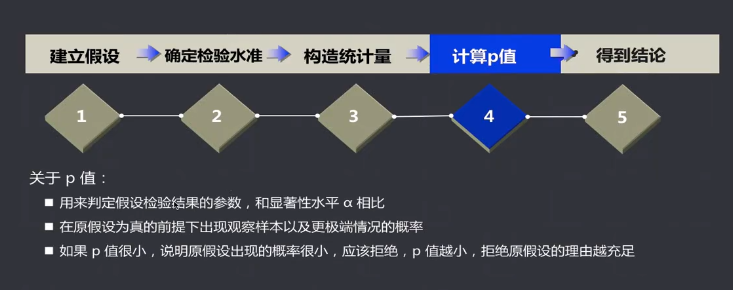 建立假设 确定检验水准 构造统计量 计算p值 得到结论
1 2 3 4 5
关于 p 值：
■ 用来判定假设检验结果的参数，和显著性水平 α 相比
■ 在原假设为真的前提下出现观察样本以及更极端情况的概率
■ 如果 p 值很小，说明原假设出现的概率很小，应该拒绝，p 值越小，拒绝原假设的理由越充足